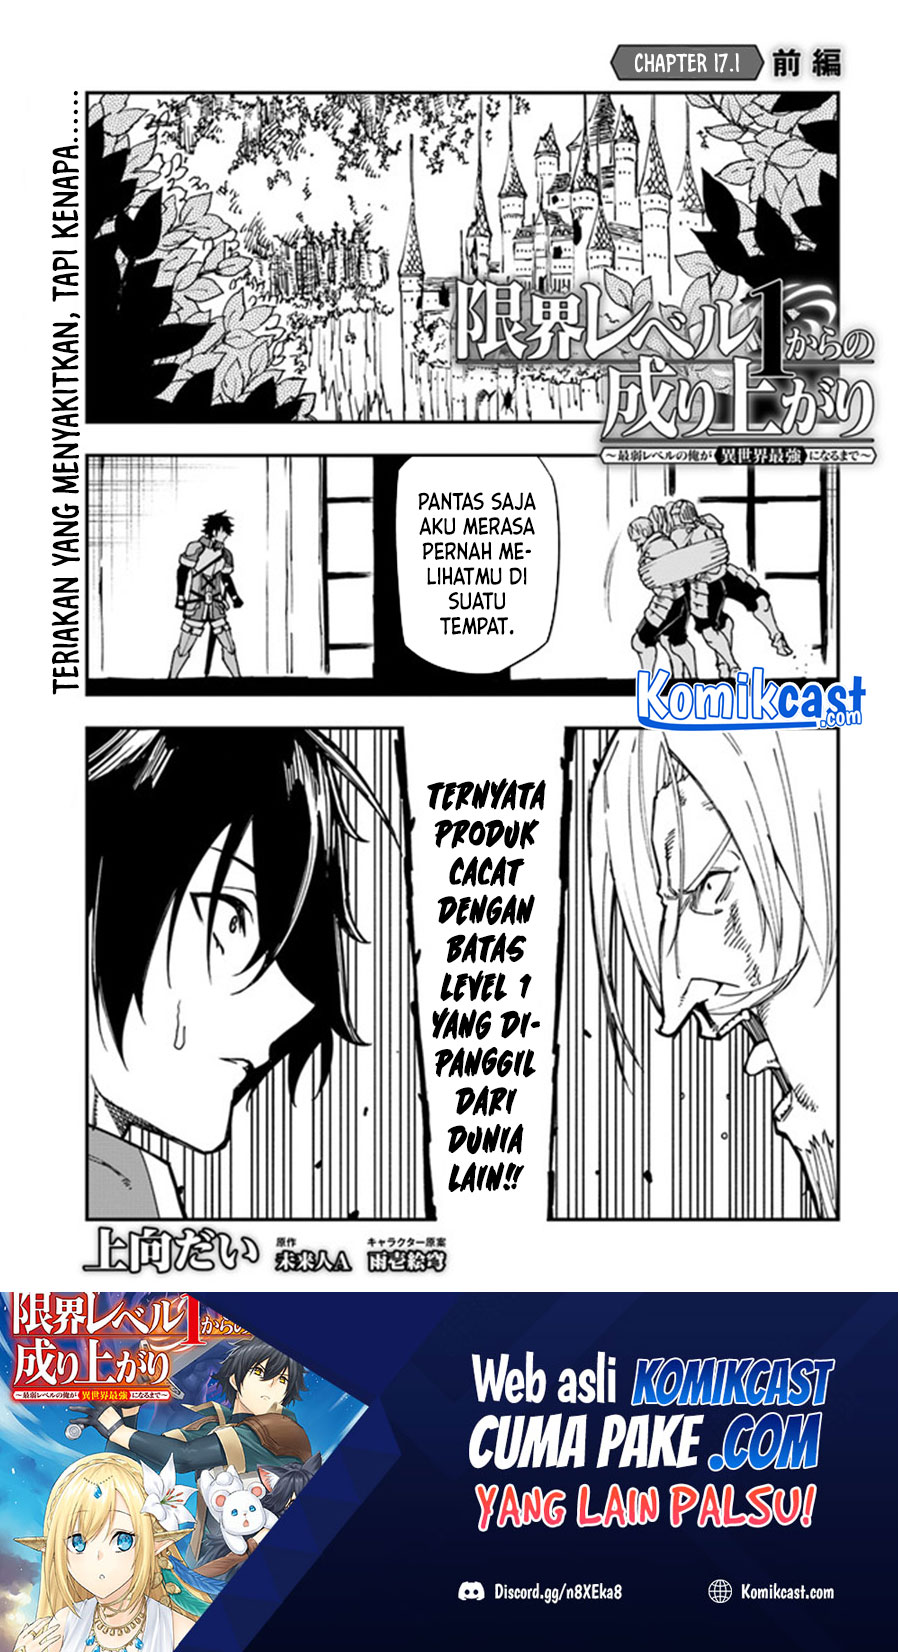 CHAPTER 17.1 前編
TERIAKAN YANG MENYAKITKAN, TAPI KENAPA......
限界レベル1からの
成り上がり
～最弱レベルの俺が異世界最強になるまで～
PANTAS SAJA
AKU MERASA
PERNAH ME-
LIHATMU DI
SUATU
TEMPAT.
Komikcast
.com
TERNYATA
PRODUK
CACAT
DENGAN
BATAS
LEVEL 1
YANG DI-
PANGGIL
DARI
DUNIA
LAIN!!
上向だい 原作 未来人A キャラクター原案 雨壱絵穹
限界レベル1からの
成り上がり
～最弱レベルの俺が異世界最強になるまで～
Web asli KOMIKCAST
CUMA PAKE .COM
YANG LAIN PALSU!
Discord.gg/n8XEka8 Komikcast.com